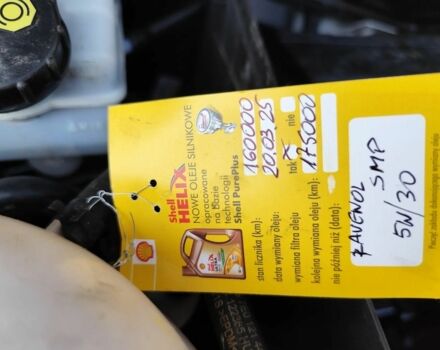 Shell
HELIX
NOWE OLEJE SILNIKOWE
opracowane
na bazie
technologii
Shell PurePlus
stan licznika (km): 160000
data wymiany oleju: 20.03.25
wymiana filtra oleju tak X nie
kolejna wymiana oleju (km): 175000
nie później niż (data):
RAVENOL
SMP
5W/30